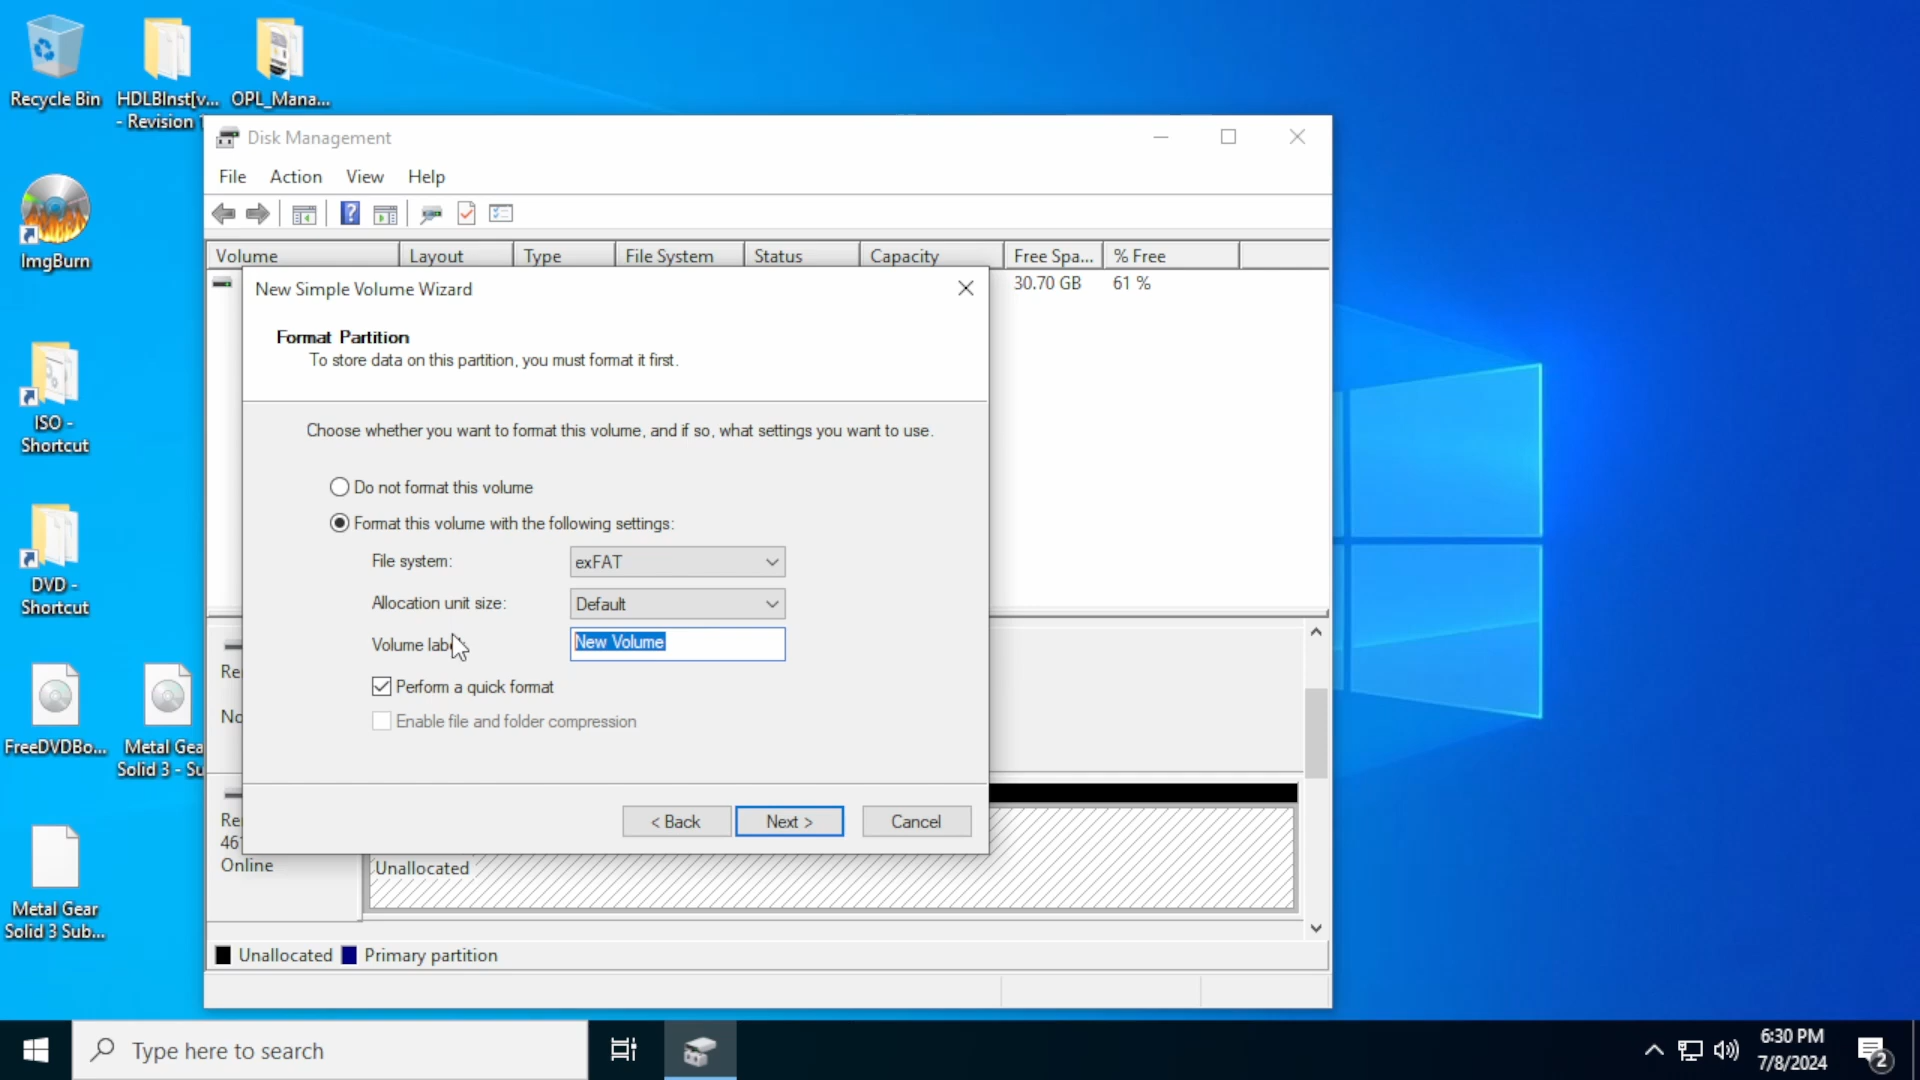 Recycle Bin
HDLBInst[v...
- Revision
OPL_Mana...
ImgBurn
ISO -
Shortcut
DVD -
Shortcut
FreeDVDBo...
Metal Gea
Solid 3 - Su
Metal Gear
Solid 3 Sub...
Disk Management
File Action View Help
Volume Layout Type File System Status Capacity Free Spa... % Free
30.70 GB 61 %
New Simple Volume Wizard
Format Partition
To store data on this partition, you must format it first.
Choose whether you want to format this volume, and if so, what settings you want to use.
Do not format this volume
Format this volume with the following settings:
File system: exFAT
Allocation unit size: Default
Volume lab New Volume
Perform a quick format
Enable file and folder compression
< Back Next > Cancel
Re
No
Re
46
Online
Unallocated
Unallocated Primary partition
Type here to search
6:30 PM
7/8/2024
2